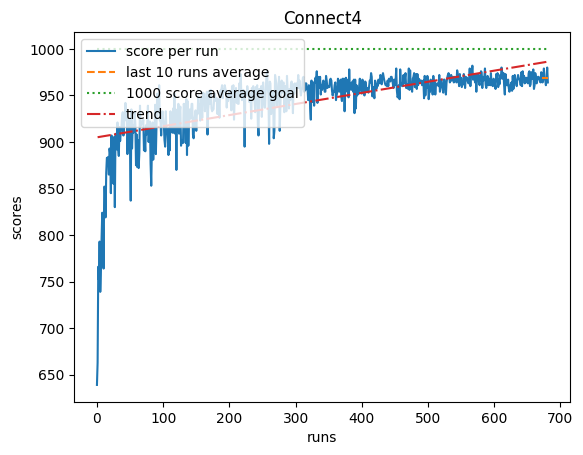 Connect4
score per run
last 10 runs average
1000 score average goal
trend
scores
1000
950
900
850
800
750
700
650
0
100
200
300
400
500
600
700
runs